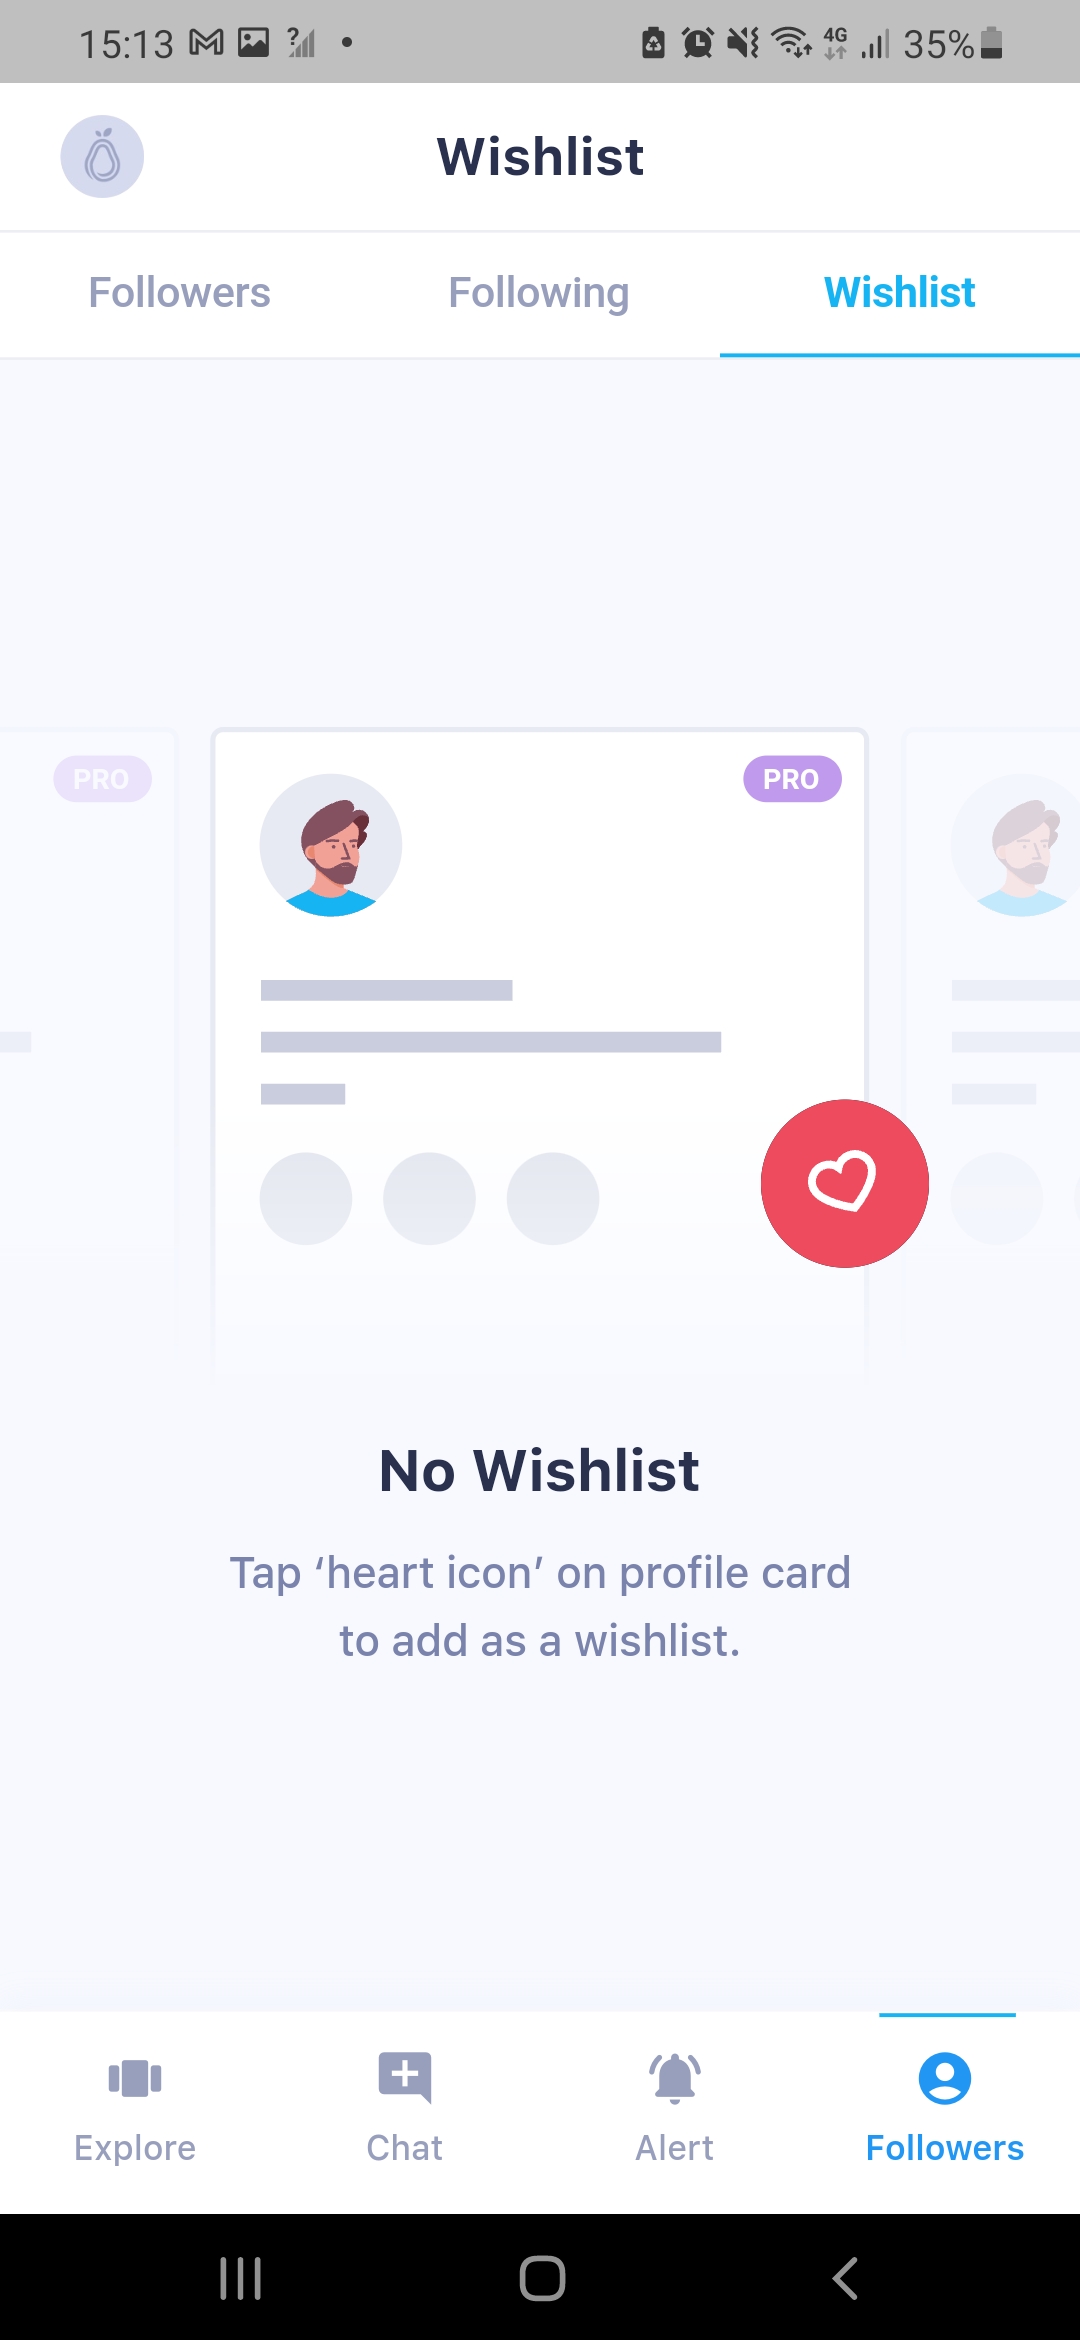 15:13
4G
35%
Wishlist
Followers
Following
Wishlist
PRO
PRO
No Wishlist
Tap ‘heart icon’ on profile card
to add as a wishlist.
Explore
Chat
Alert
Followers